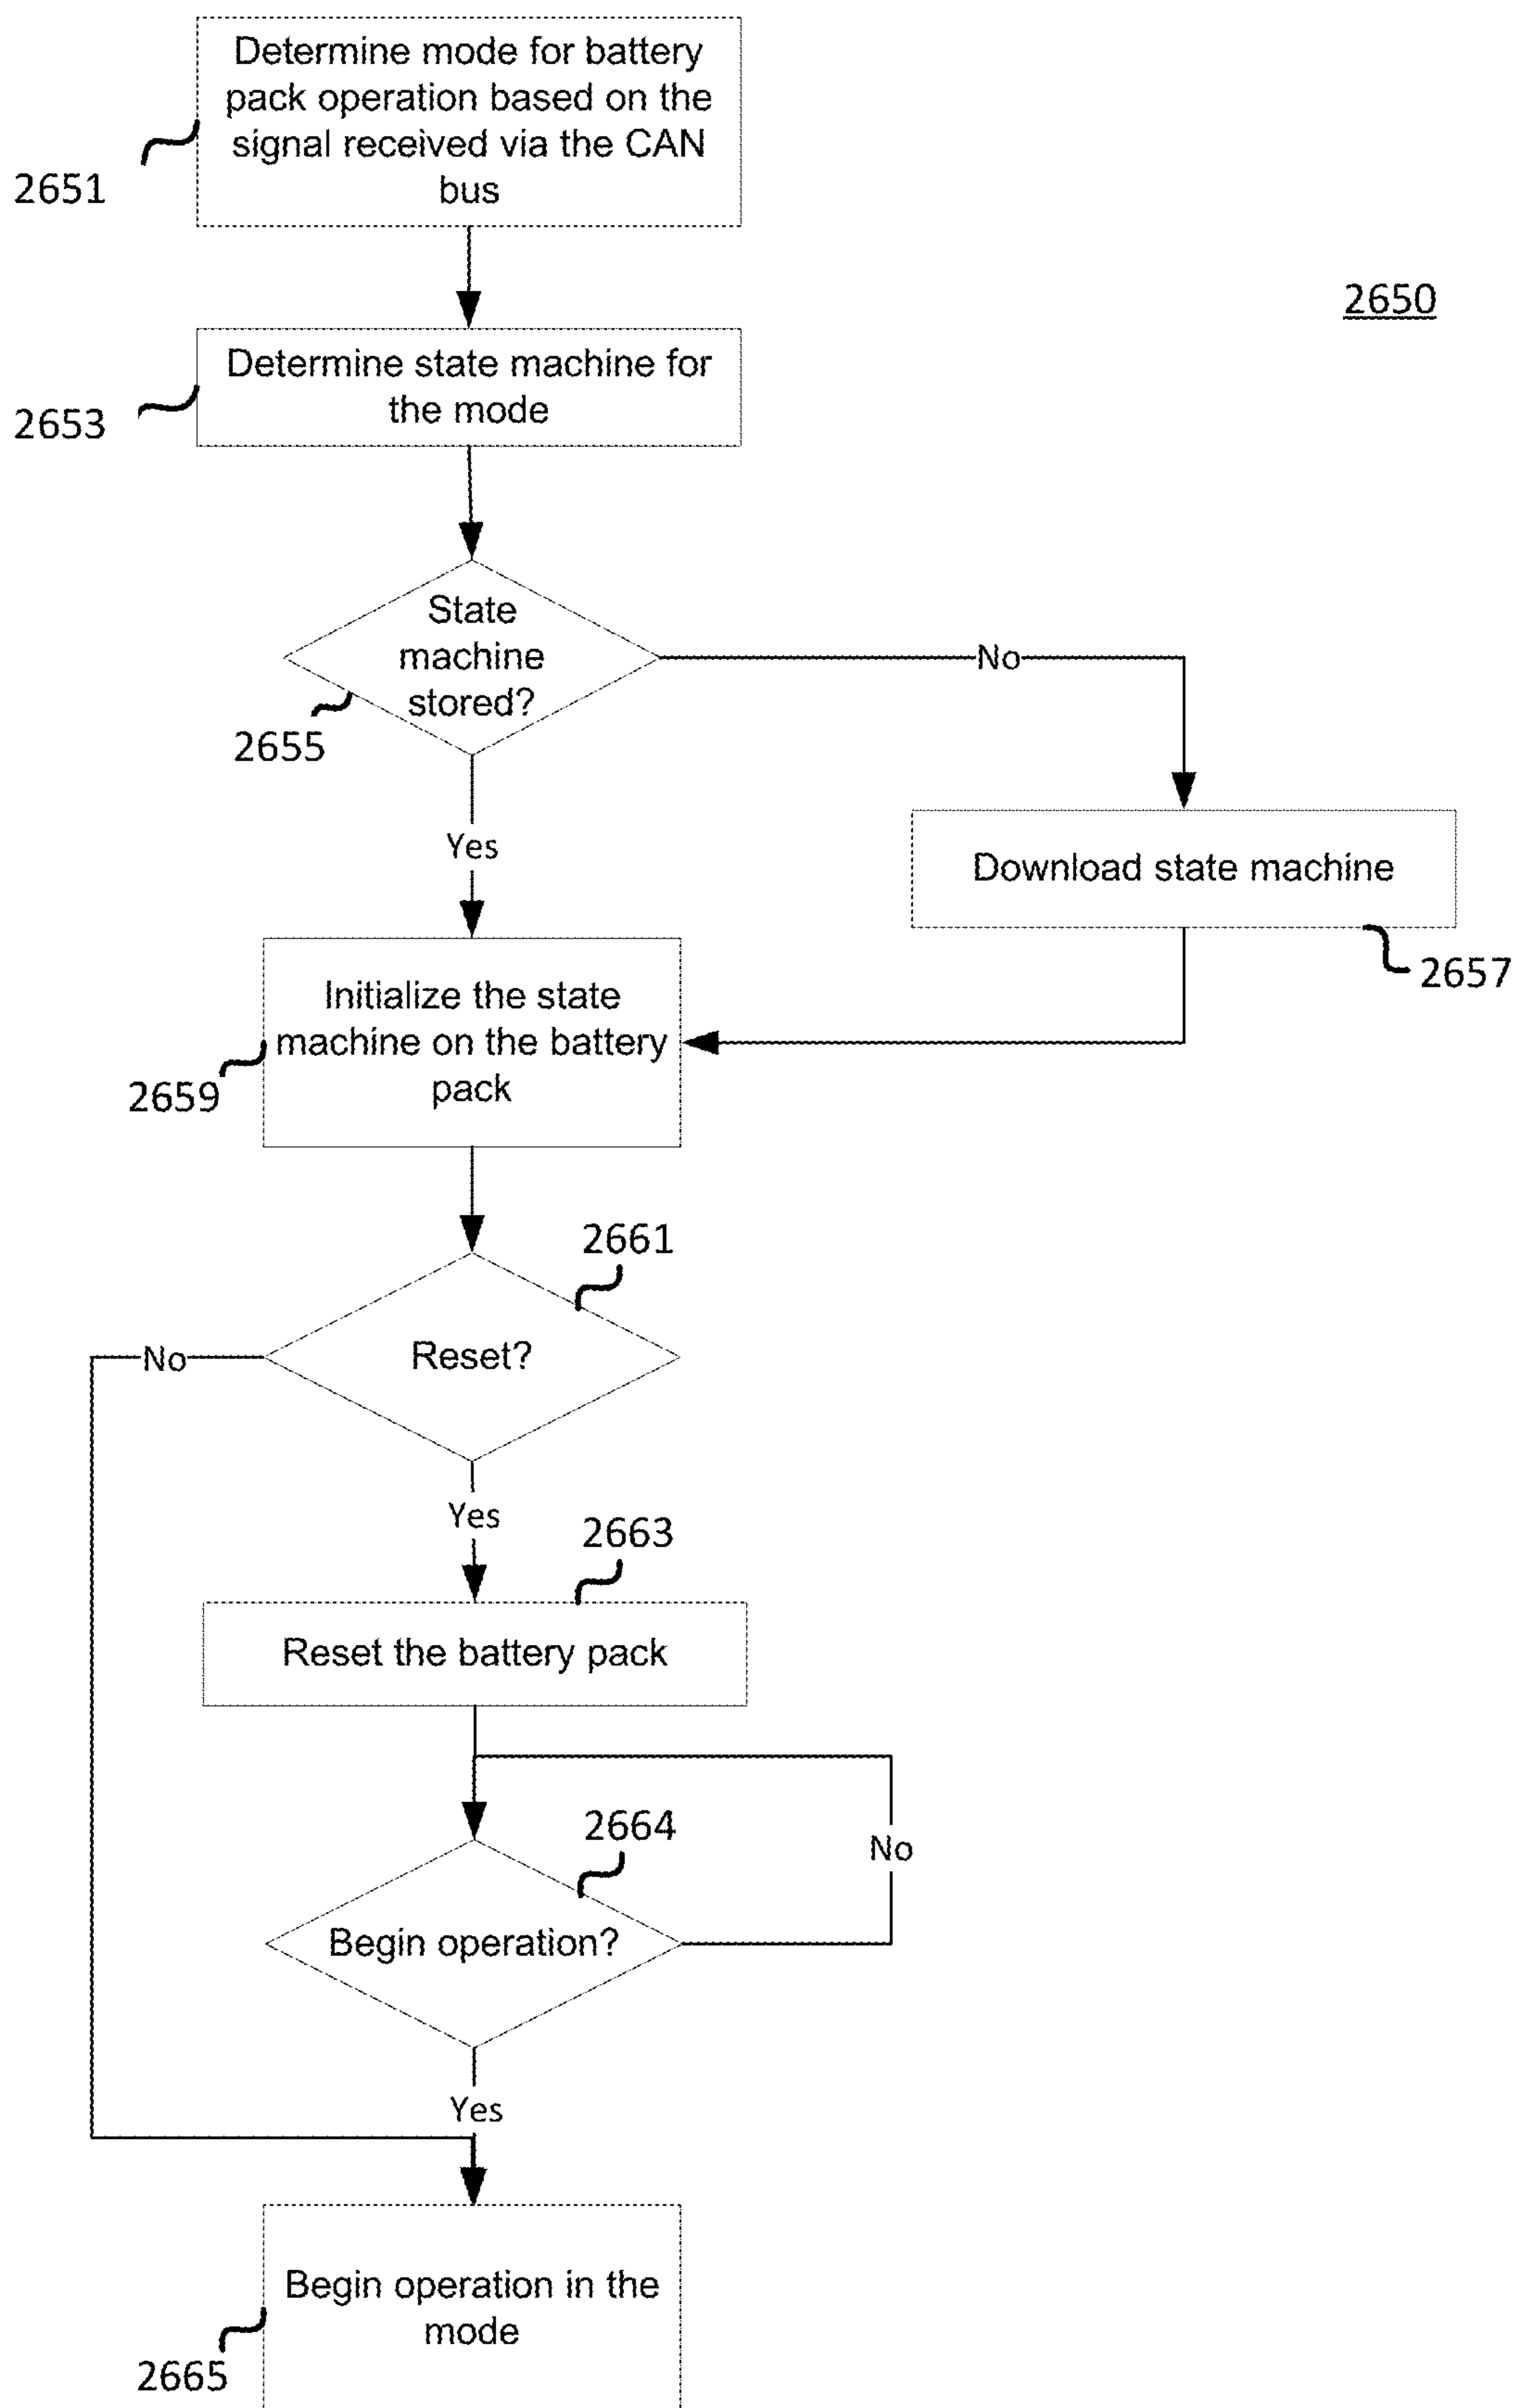 Determine mode for battery
pack operation based on the
signal received via the CAN
bus
2651
2650
Determine state machine for
the mode
2653
State
machine
stored?
2655
No
Yes
Download state machine
2657
Initialize the state
machine on the battery
pack
2659
2661
Reset?
No
Yes
2663
Reset the battery pack
2664
No
Begin operation?
Yes
Begin operation in the
mode
2665